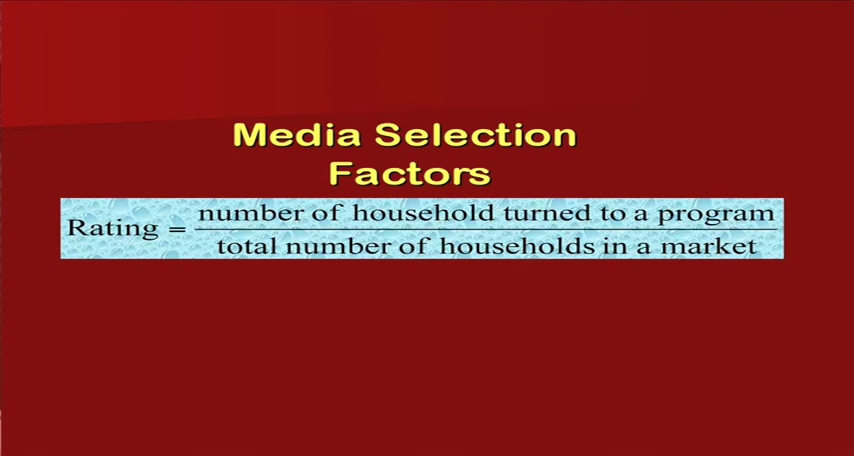 Media Selection
Factors
Rating = number of household turned to a program
total number of households in a market